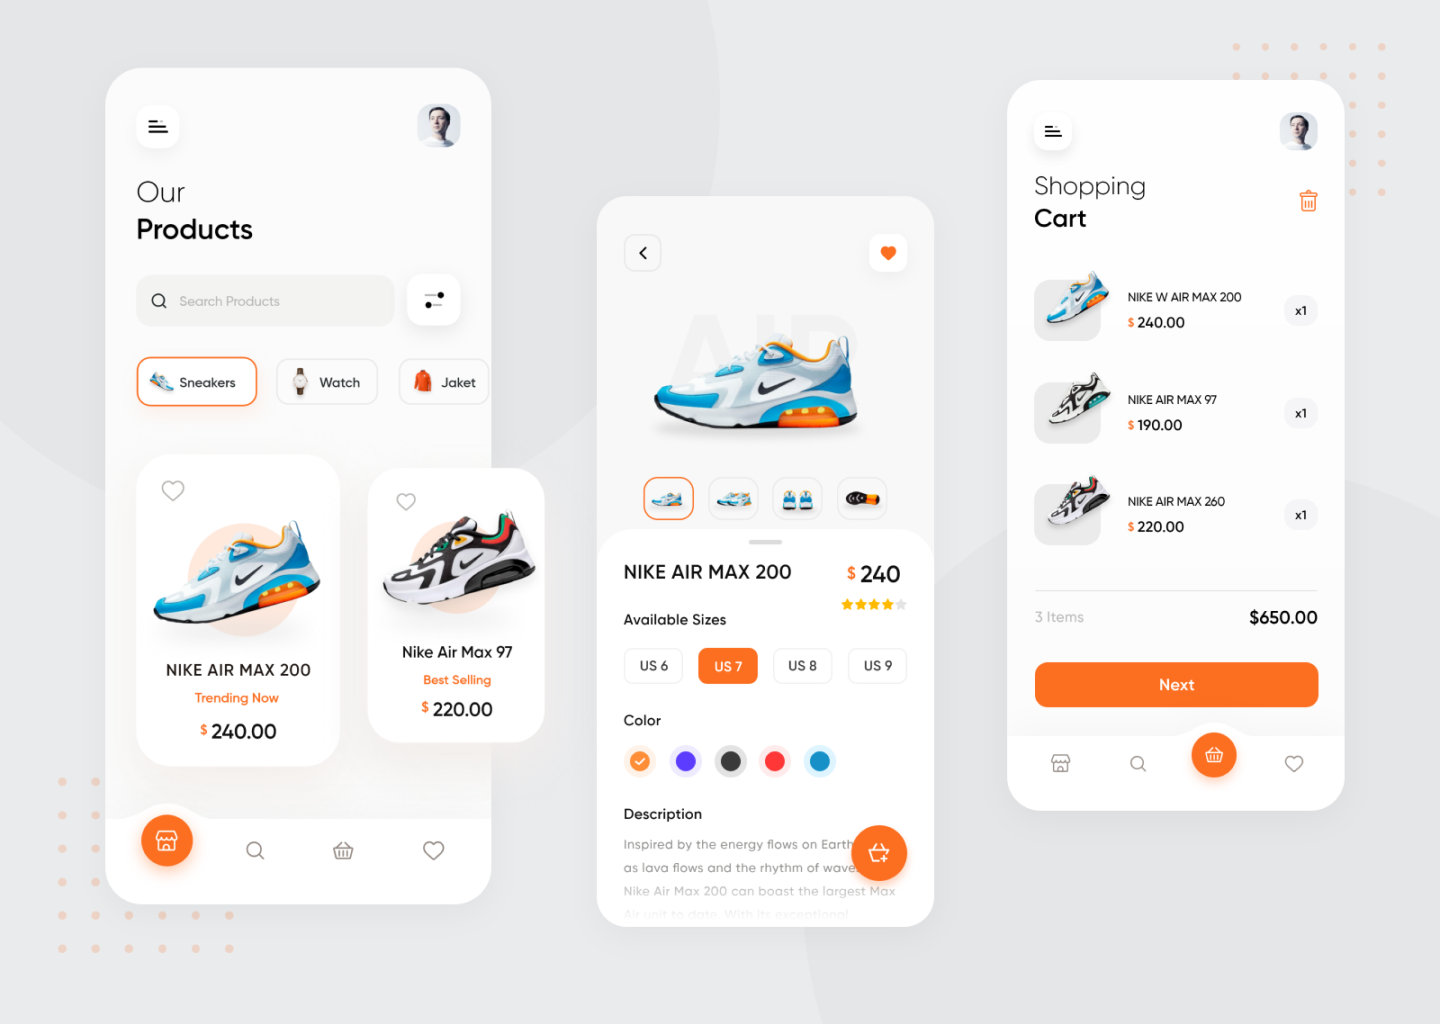 Our
Products
Search Products
Sneakers
Watch
Jaket
NIKE AIR MAX 200
Trending Now
$ 240.00
Nike Air Max 97
Best Selling
$ 220.00
AIR
NIKE AIR MAX 200
$ 240
Available Sizes
US 6
US 7
US 8
US 9
Color
Description
Inspired by the energy flows on Earth
as lava flows and the rhythm of waves
Nike Air Max 200 can boast the largest Max
Air unit to date. With its exceptional
Shopping
Cart
NIKE W AIR MAX 200
$ 240.00
x1
NIKE AIR MAX 97
$ 190.00
x1
NIKE AIR MAX 260
$ 220.00
x1
3 Items
$650.00
Next